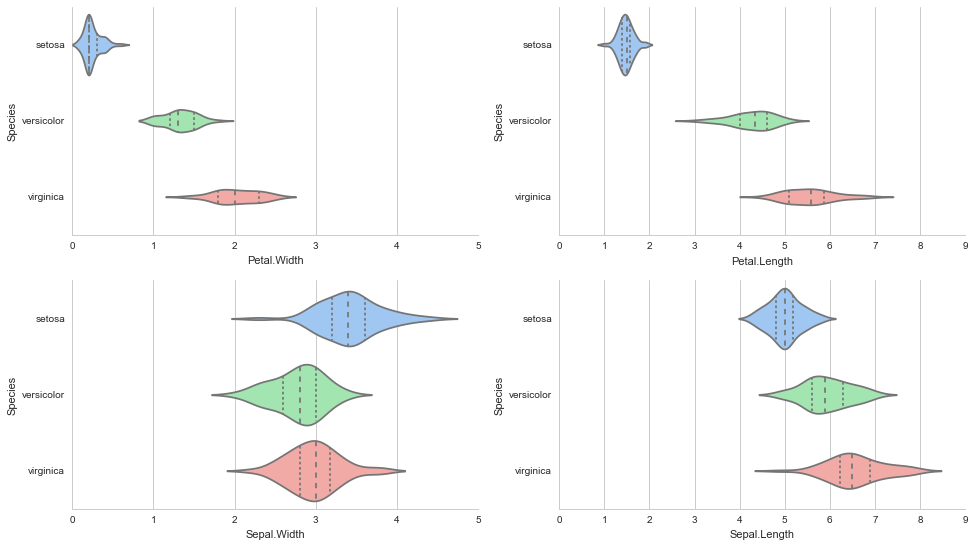 setosa
versicolor
virginica
Species
0 1 2 3 4 5
Petal.Width
setosa
versicolor
virginica
Species
0 1 2 3 4 5 6 7 8 9
Petal.Length
setosa
versicolor
virginica
Species
0 1 2 3 4 5
Sepal.Width
setosa
versicolor
virginica
Species
0 1 2 3 4 5 6 7 8 9
Sepal.Length